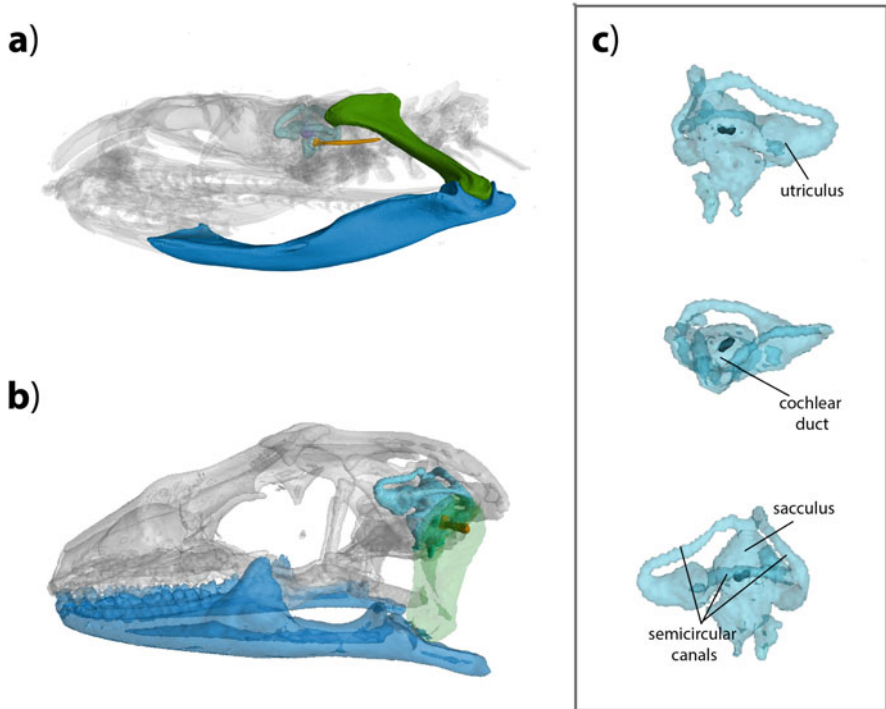 a)
b)
c)
utriculus
cochlear
duct
sacculus
semicircular
canals